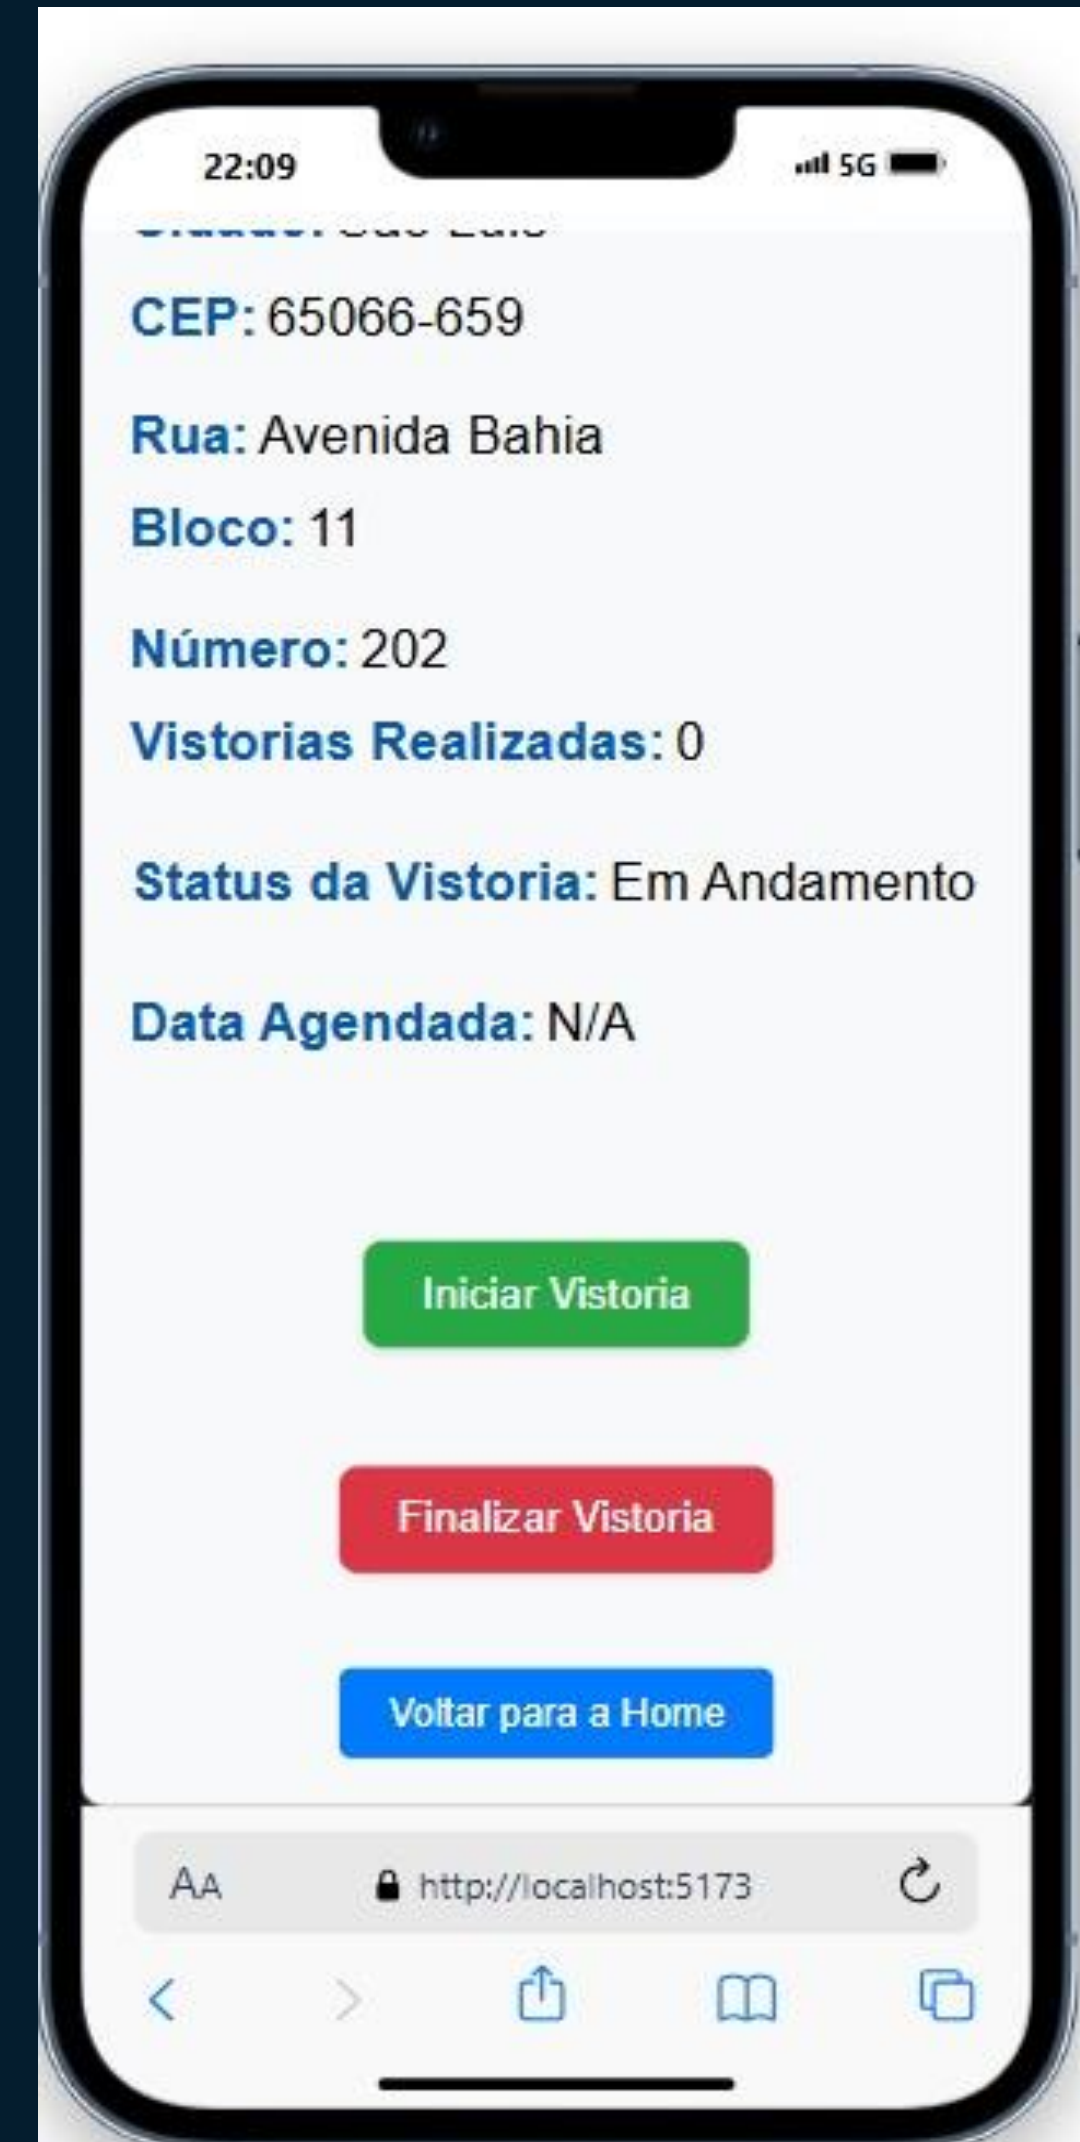 22:09
5G
CEP: 65066-659
Rua: Avenida Bahia
Bloco: 11
Número: 202
Vistorias Realizadas: 0
Status da Vistoria: Em Andamento
Data Agendada: N/A
Iniciar Vistoria
Finalizar Vistoria
Voltar para a Home
AA
http://localhost:5173